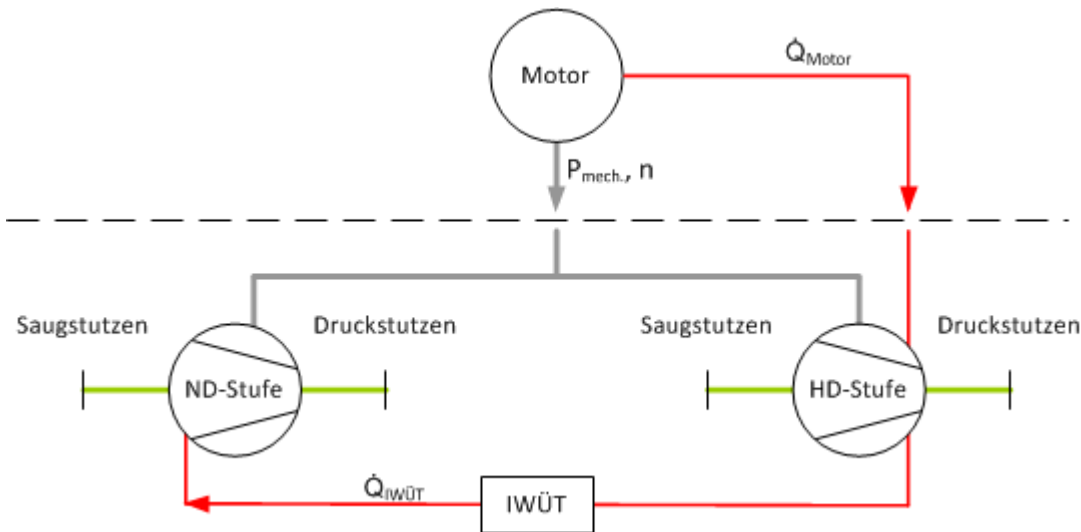 Motor
Q̇Motor
Pmech., n
Saugstutzen
Druckstutzen
Saugstutzen
Druckstutzen
ND-Stufe
HD-Stufe
Q̇IWÜT
IWÜT